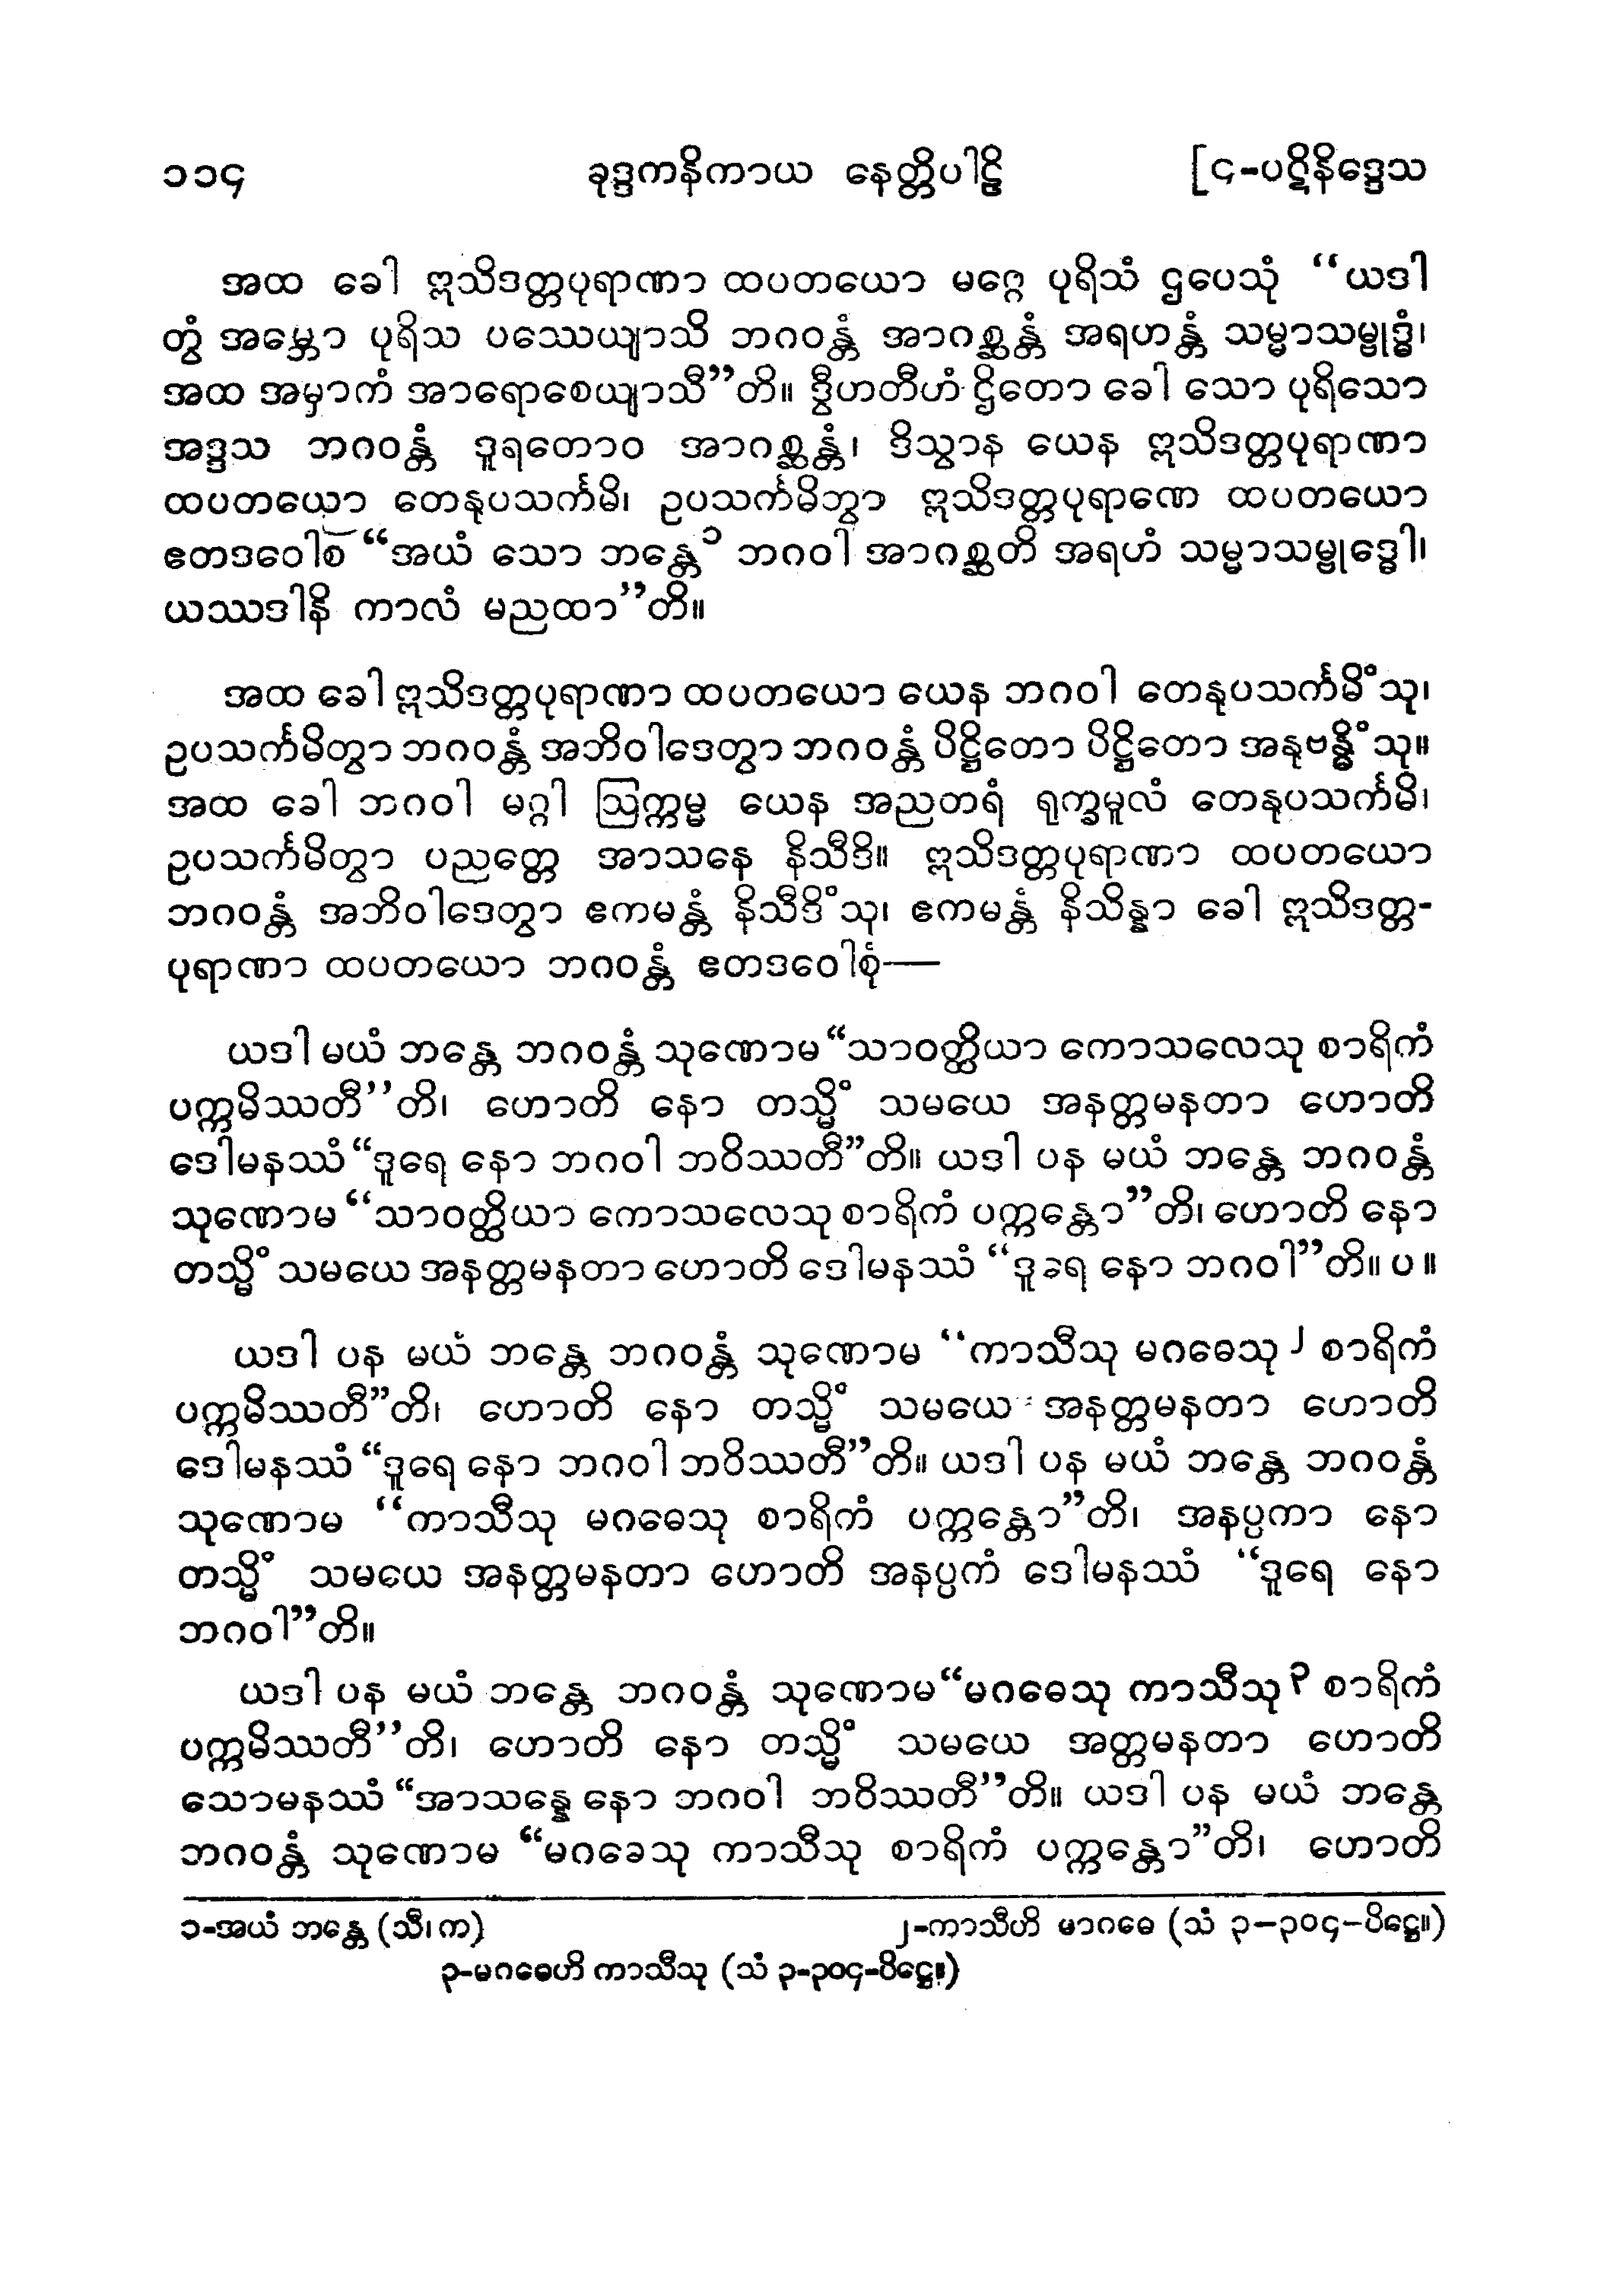 ၁၁၄ ခုဒ္ဒကနိကာယ နေတ္တိပါဠိ [၄-ပဋိနိဒ္ဒေသ
အထ ခေါ ဣသိဒတ္တပုရာဏာ ထပတယော မဂ္ဂေ ပုရိသံ ဌပေသုံ “ယဒါ
တွံ အမ္ဘော ပုရိသ ပဿေယျာသိ ဘဂဝန္တံ အာဂစ္ဆန္တံ အရဟန္တံ သမ္မာသမ္ဗုဒ္ဓံ၊
အထ အမှာကံ အာရောစေယျာသီ”တိ။ ဒွီဟတီဟံ ဌိတော ခေါ သော ပုရိသော
အဒ္ဒသ ဘဂဝန္တံ ဒူရတောဝ အာဂစ္ဆန္တံ၊ ဒိသွာန ယေန ဣသိဒတ္တပုရာဏာ
ထပတယော တေနုပသင်္ကမိ၊ ဥပသင်္ကမိဘွာ ဣသိဒတ္တပုရာဏေ ထပတယော
ဧတဒဝေါစ “အယံ သော ဘန္တေ ၁ ဘဂဝါ အာဂစ္ဆတိ အရဟံ သမ္မာသမ္ဗုဒ္ဓေါ၊
ယဿဒါနိ ကာလံ မညထာ”တိ။
အထ ခေါ ဣသိဒတ္တပုရာဏာ ထပတယော ယေန ဘဂဝါ တေနုပသင်္ကမိံသု၊
ဥပသင်္ကမိတွာ ဘဂဝန္တံ အဘိဝါဒေတွာ ဘဂဝန္တံ ပိဋ္ဌိတော ပိဋ္ဌိတော အနုဗန္ဓိံသု။
အထ ခေါ ဘဂဝါ မဂ္ဂါ ဩက္ကမ္မ ယေန အညတရံ ရုက္ခမူလံ တေနုပသင်္ကမိ၊
ဥပသင်္ကမိတွာ ပညတ္တေ အာသနေ နိသီဒိ။ ဣသိဒတ္တပုရာဏာ ထပတယော
ဘဂဝန္တံ အဘိဝါဒေတွာ ဧကမန္တံ နိသီဒိံသု၊ ဧကမန္တံ နိသိန္နာ ခေါ ဣသိဒတ္တ-
ပုရာဏာ ထပတယော ဘဂဝန္တံ ဧတဒဝေါစုံ—
ယဒါ မယံ ဘန္တေ ဘဂဝန္တံ သုဏောမ “သာဝတ္ထိယာ ကောသလေသု စာရိကံ
ပက္ကမိဿတီ”တိ၊ ဟောတိ နော တသ္မိံ သမယေ အနတ္တမနတာ ဟောတိ
ဒေါမနဿံ “ဒူရေ နော ဘဂဝါ ဘဝိဿတီ”တိ။ ယဒါ ပန မယံ ဘန္တေ ဘဂဝန္တံ
သုဏောမ “သာဝတ္ထိယာ ကောသလေသု စာရိကံ ပက္ကန္တော”တိ၊ ဟောတိ နော
တသ္မိံ သမယေ အနတ္တမနတာ ဟောတိ ဒေါမနဿံ “ဒူရေ နော ဘဂဝါ”တိ။ ပ ။
ယဒါ ပန မယံ ဘန္တေ ဘဂဝန္တံ သုဏောမ “ကာသီသု မဂဓေသု ၂ စာရိကံ
ပက္ကမိဿတီ”တိ၊ ဟောတိ နော တသ္မိံ သမယေ အနတ္တမနတာ ဟောတိ
ဒေါမနဿံ “ဒူရေ နော ဘဂဝါ ဘဝိဿတီ”တိ။ ယဒါ ပန မယံ ဘန္တေ ဘဂဝန္တံ
သုဏောမ “ကာသီသု မဂဓေသု စာရိကံ ပက္ကန္တော”တိ၊ အနပ္ပကာ နော
တသ္မိံ သမယေ အနတ္တမနတာ ဟောတိ အနပ္ပကံ ဒေါမနဿံ “ဒူရေ နော
ဘဂဝါ”တိ။
ယဒါ ပန မယံ ဘန္တေ ဘဂဝန္တံ သုဏောမ “မဂဓေသု ကာသီသု ၃ စာရိကံ
ပက္ကမိဿတီ”တိ၊ ဟောတိ နော တသ္မိံ သမယေ အတ္တမနတာ ဟောတိ
သောမနဿံ “အာသန္နေ နော ဘဂဝါ ဘဝိဿတီ”တိ။ ယဒါ ပန မယံ ဘန္တေ
ဘဂဝန္တံ သုဏောမ “မဂခေသု ကာသီသု စာရိကံ ပက္ကန္တော”တိ၊ ဟောတိ
၁-အယံ ဘန္တေ (သီ၊ က) ၂-ကာသီဟိ မာဂဓေ (သံ ၃-၃၀၄-ပိဋ္ဌေ။)
၃-မဂဓေဟိ ကာသီသု (သံ ၃-၃၀၄-ပိဋ္ဌေ။)